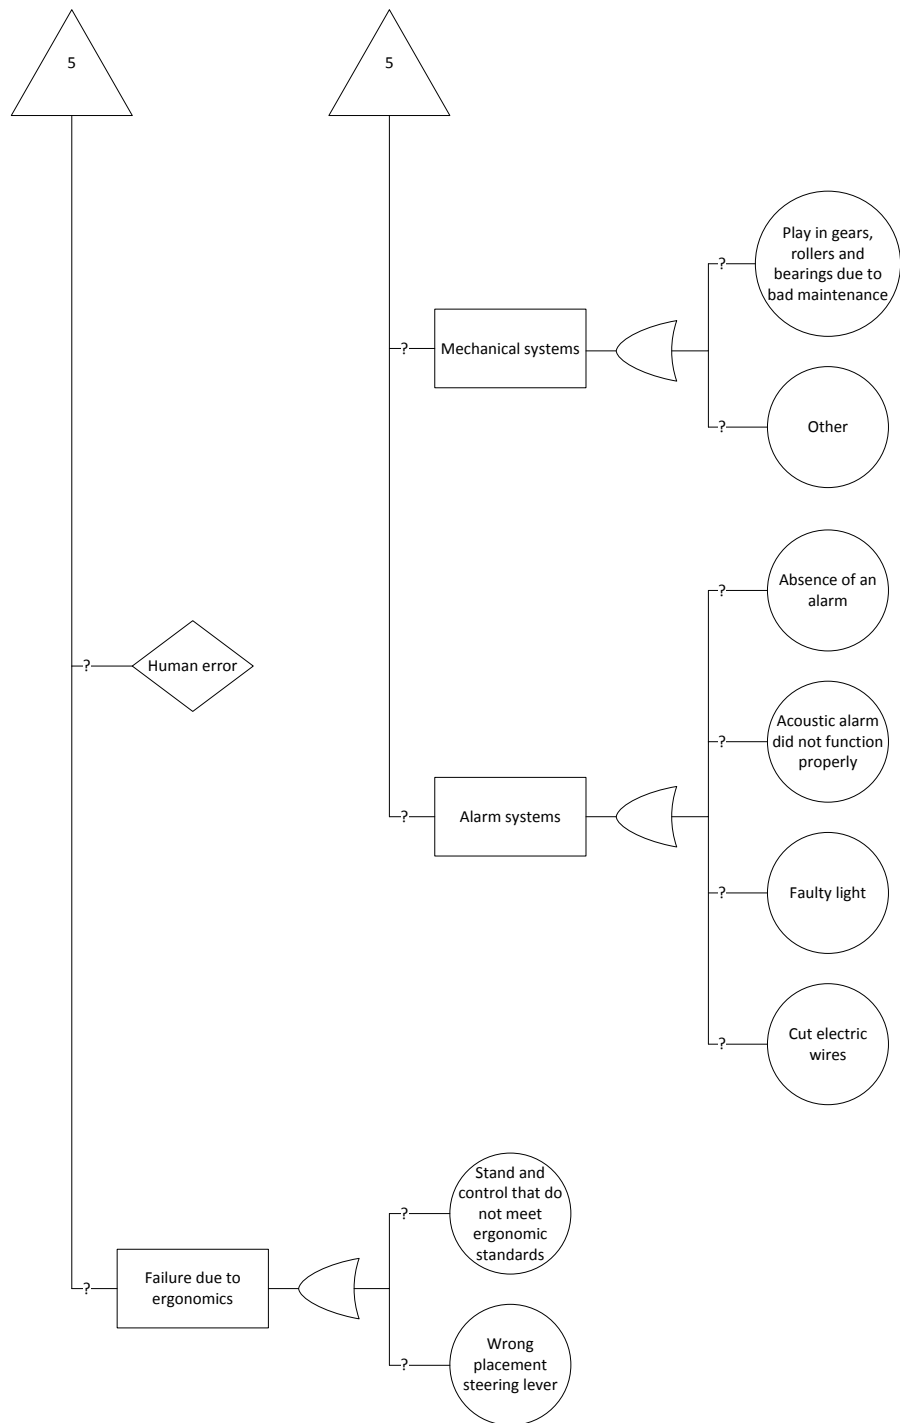 5
5
Play in gears,
rollers and
bearings due to
bad maintenance
?
Mechanical systems
?
Other
?
Absence of an
alarm
?
Human error
?
Acoustic alarm
did not function
properly
?
Alarm systems
?
Faulty light
?
Cut electric
wires
?
Stand and
control that do
not meet
ergonomic
standards
?
Failure due to
ergonomics
?
Wrong
placement
steering lever
?